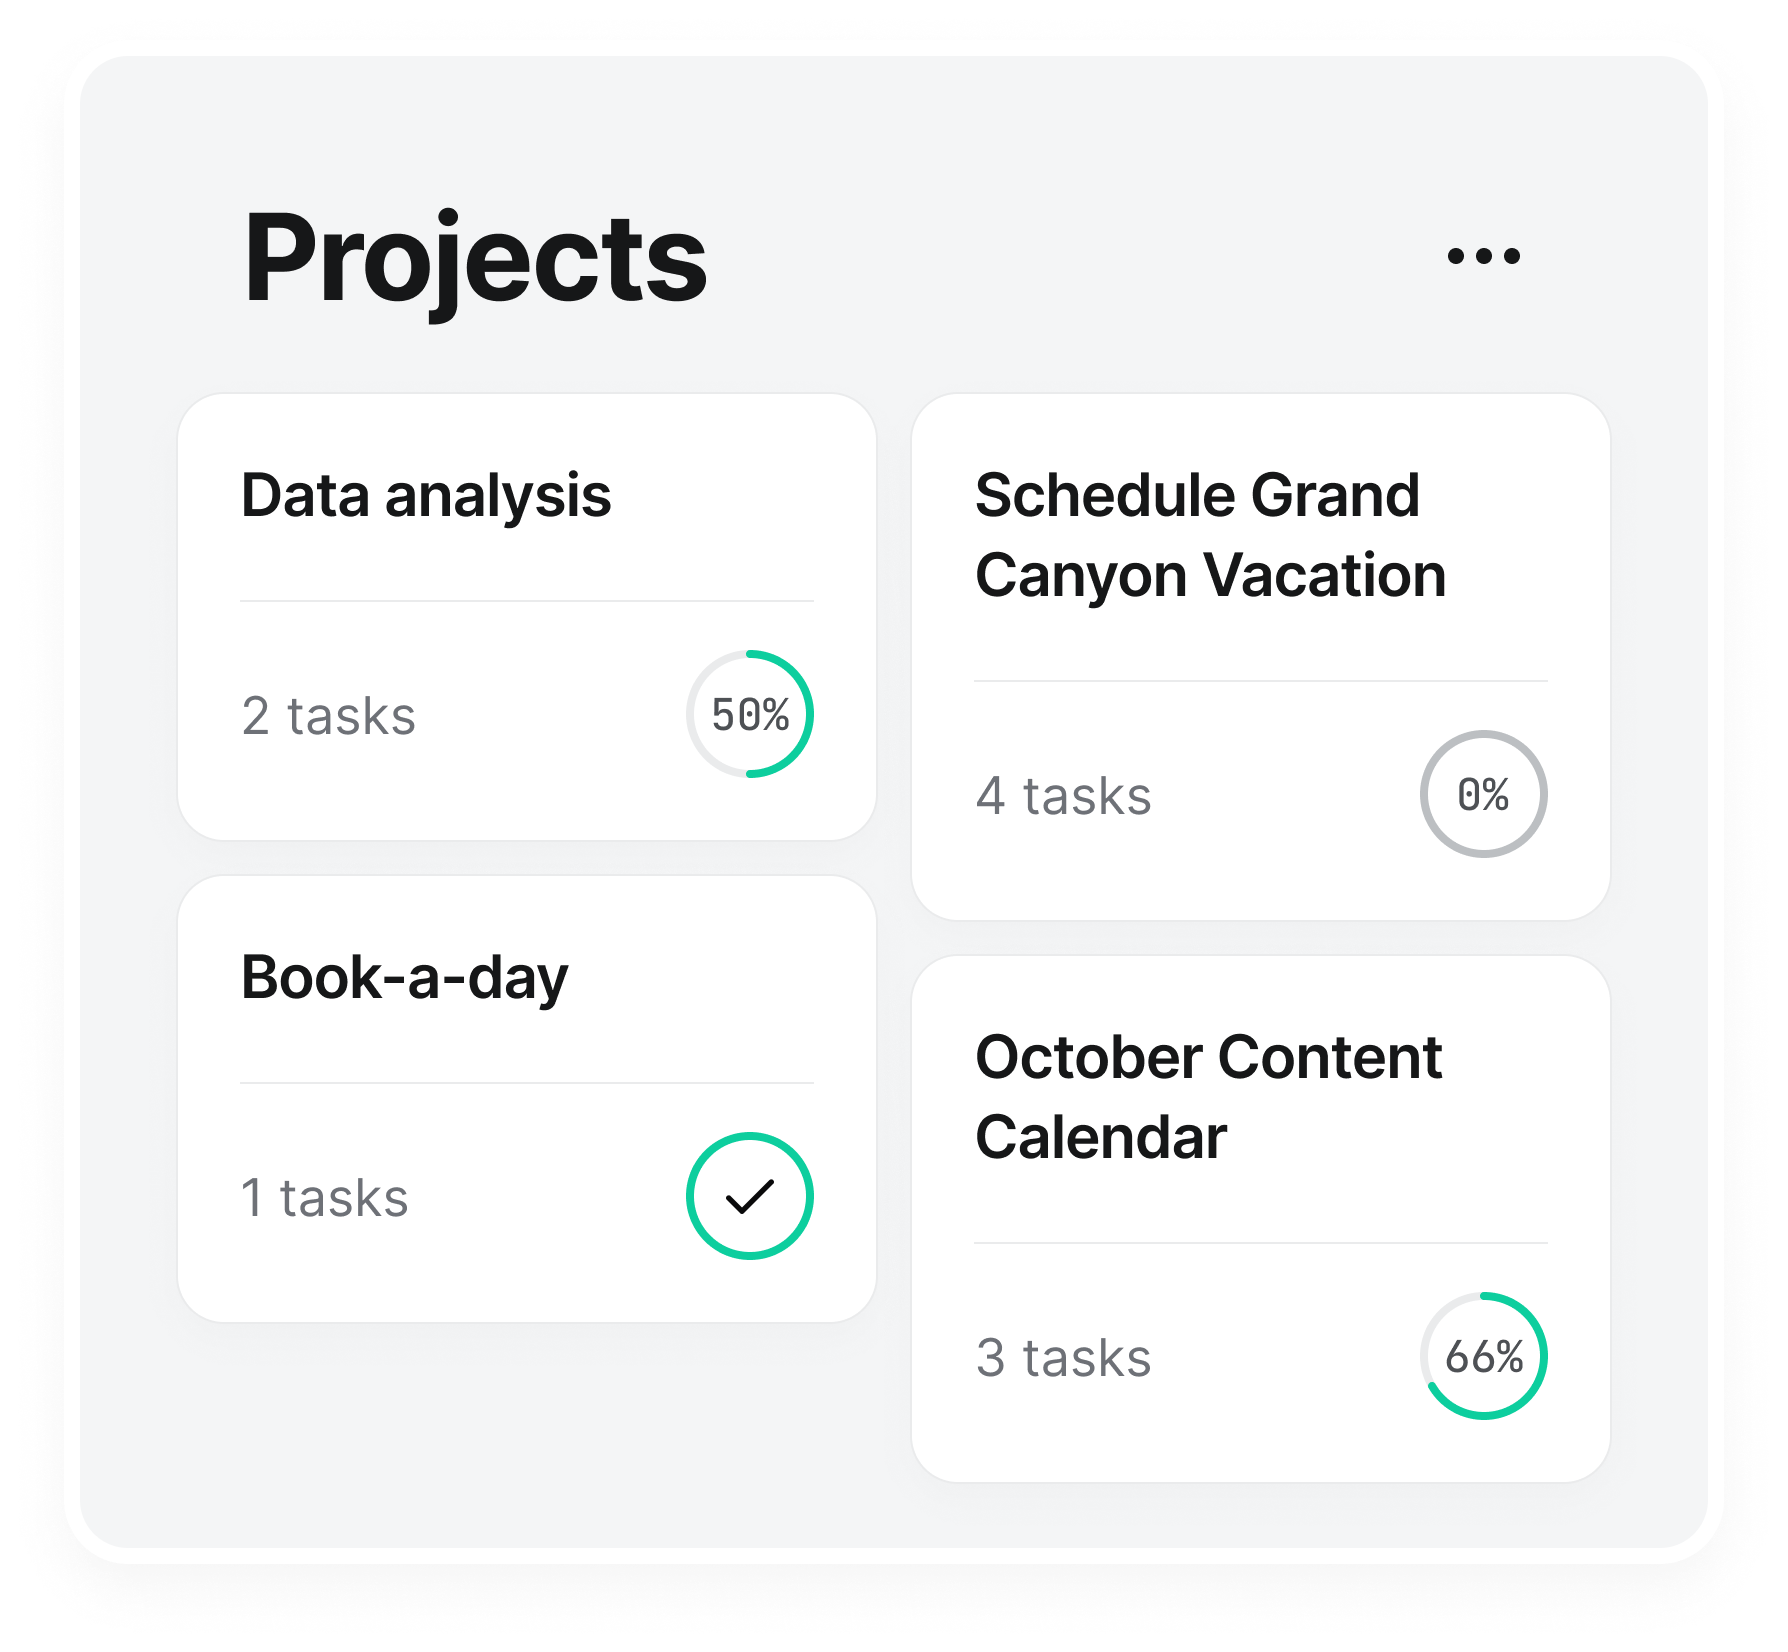 Projects
Data analysis
2 tasks
50%
Book-a-day
1 tasks
Schedule Grand
Canyon Vacation
4 tasks
0%
October Content
Calendar
3 tasks
66%